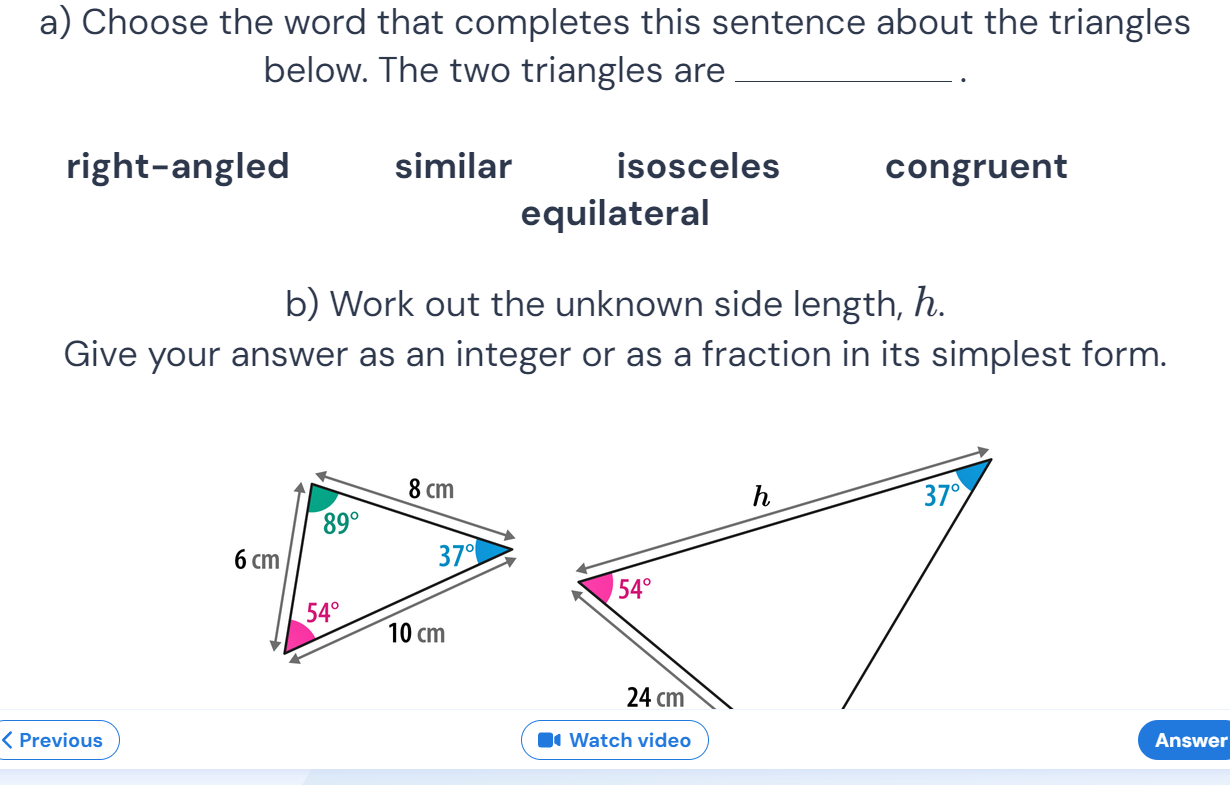 a) Choose the word that completes this sentence about the triangles
below. The two triangles are ____________ .
right-angled similar isosceles congruent
equilateral
b) Work out the unknown side length, h.
Give your answer as an integer or as a fraction in its simplest form.
8 cm
89°
6 cm
37°
54°
10 cm
h
37°
54°
24 cm
Previous
Watch video
Answer